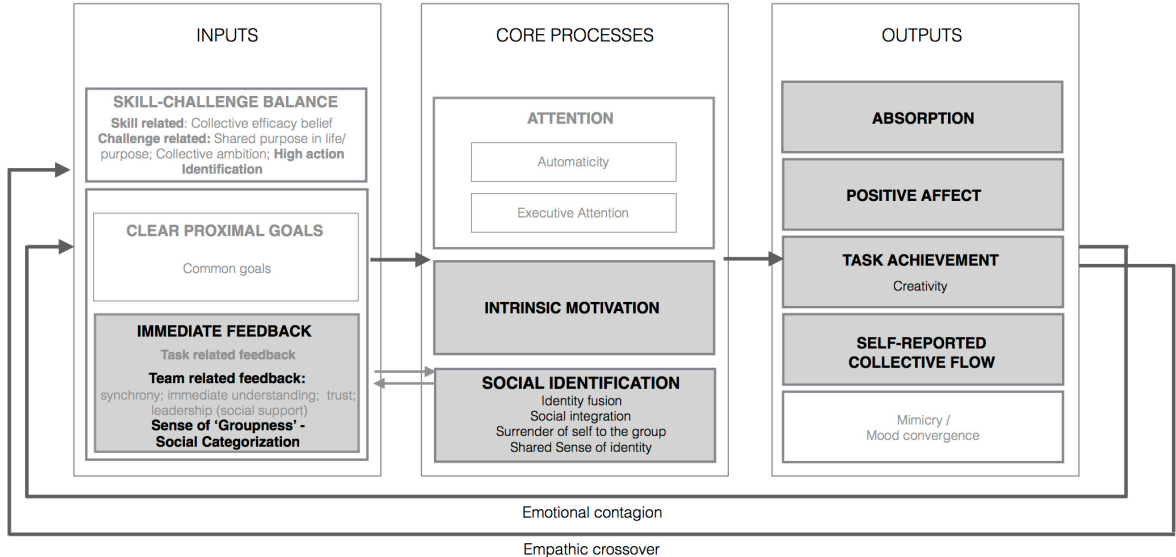 INPUTS
SKILL-CHALLENGE BALANCE
Skill related: Collective efficacy belief
Challenge related: Shared purpose in life/
purpose; Collective ambition; High action
Identification
CLEAR PROXIMAL GOALS
Common goals
IMMEDIATE FEEDBACK
Task related feedback
Team related feedback:
synchrony; immediate understanding; trust;
leadership (social support)
Sense of ‘Groupness’ -
Social Categorization
CORE PROCESSES
ATTENTION
Automaticity
Executive Attention
INTRINSIC MOTIVATION
SOCIAL IDENTIFICATION
Identity fusion
Social integration
Surrender of self to the group
Shared Sense of identity
OUTPUTS
ABSORPTION
POSITIVE AFFECT
TASK ACHIEVEMENT
Creativity
SELF-REPORTED
COLLECTIVE FLOW
Mimicry /
Mood convergence
Emotional contagion
Empathic crossover